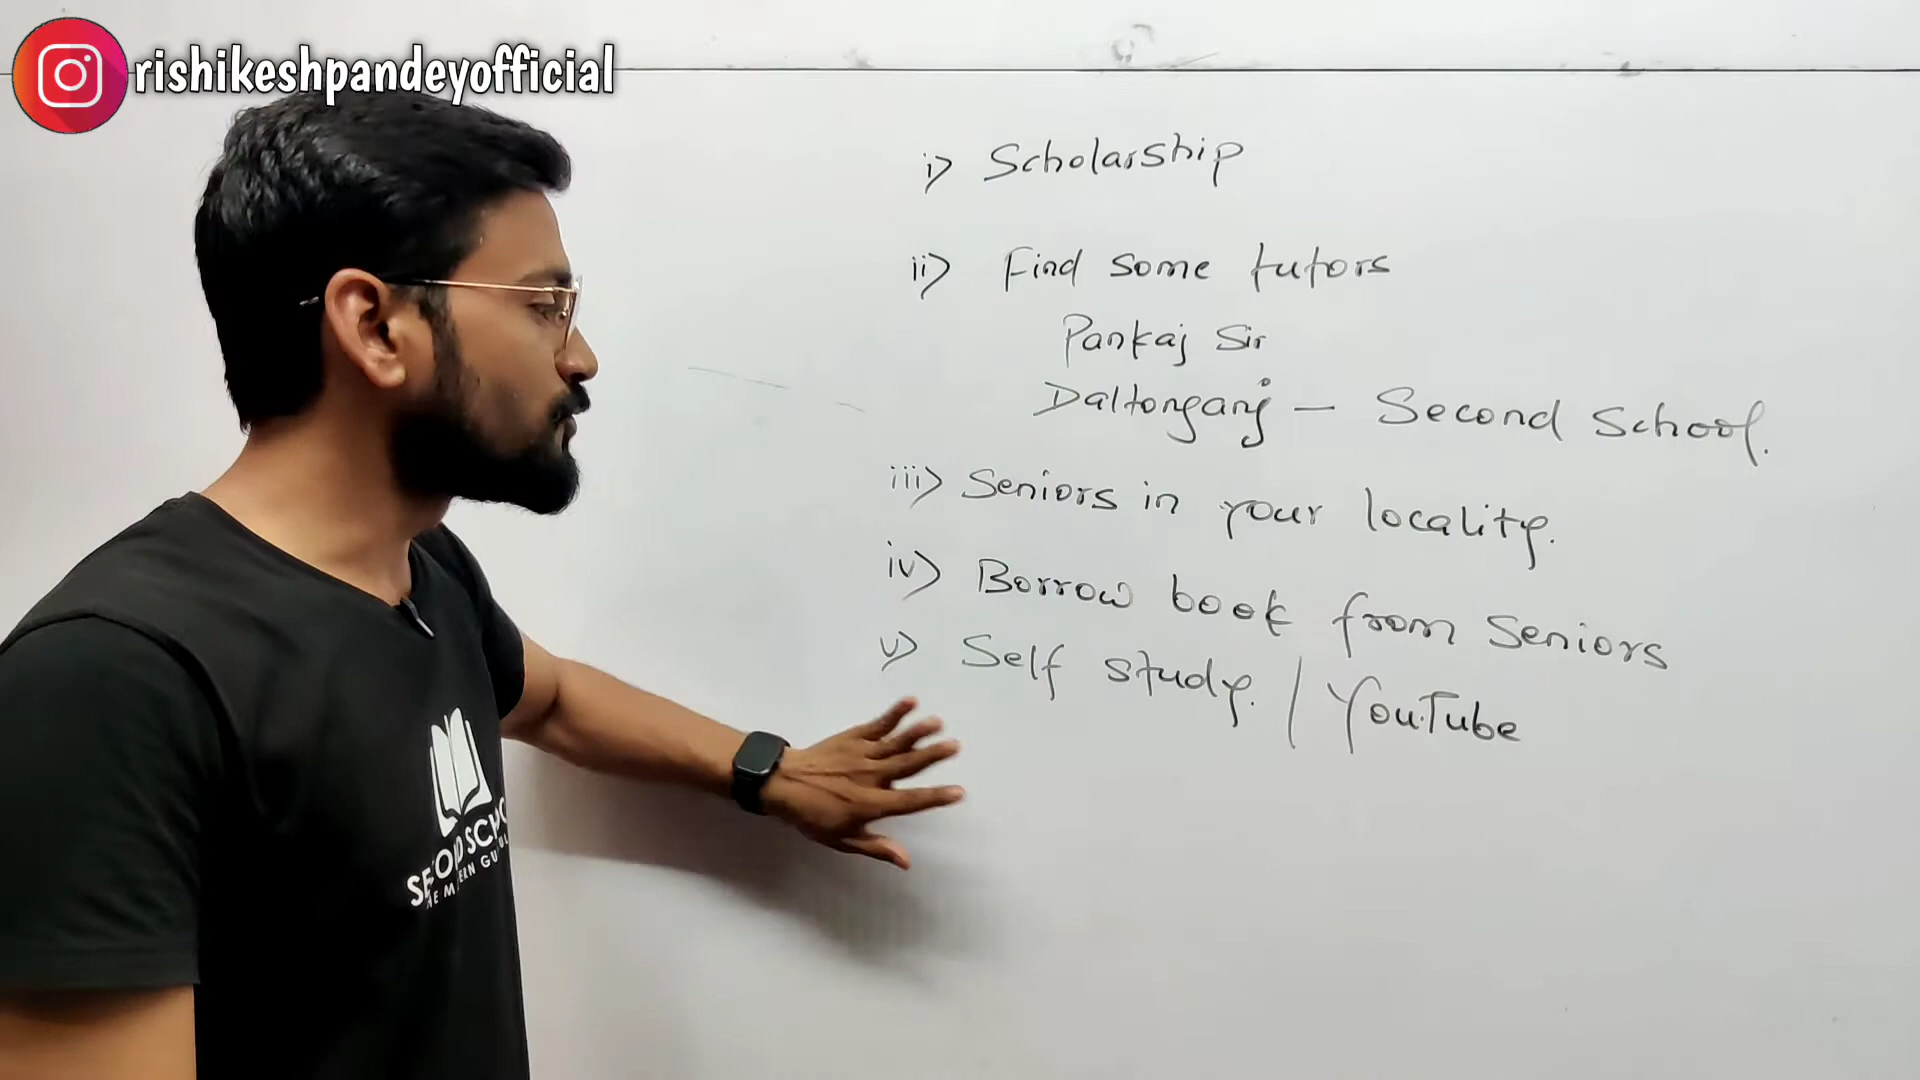 rishikeshpandeyofficial
i) Scholarship
ii) Find some tutors
Pankaj Sir
Daltonganj — Second School.
iii) Seniors in your locality.
iv) Borrow book from Seniors
v) Self study. / YouTube